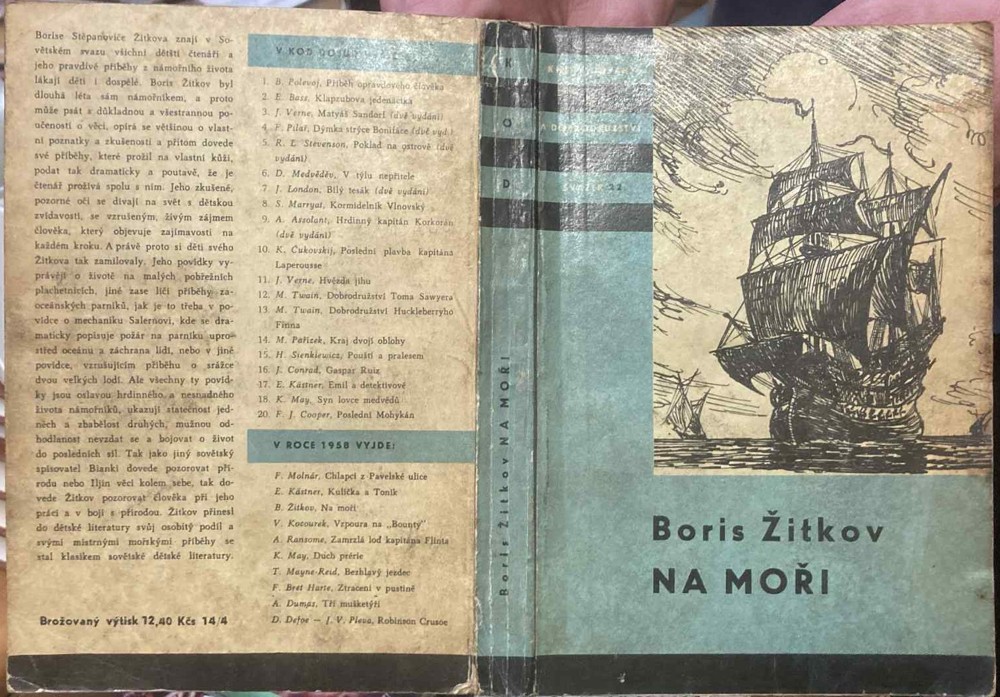 Borise Stěpanoviče Žitkova znají v So-
větském svazu všichni dětští čtenáři a
jeho pravdivé příběhy z námořního života
lákají děti i dospělé. Boris Žitkov byl
dlouhá léta sám námořníkem, a proto
může psát s důkladnou a všestrannou po-
učeností o věci, opírá se většinou o vlast-
ní poznatky a zkušenosti a přitom dovede
své příběhy, které prožil na vlastní kůži,
podat tak dramaticky a poutavě, že je
čtenář prožívá spolu s ním. Jeho zkušené,
pozorné oči se dívají na svět s dětskou
zvídavostí, se vzrušeným, živým zájmem
člověka, který objevuje zajímavosti na
každém kroku. A právě proto si děti svého
Žitkova tak zamilovaly. Jeho povídky vy-
právějí o životě na malých pobřežních
plachetnicích, jiné zase líčí příběhy za-
oceánských parníků, jak je to třeba v po-
vídce o mechaniku Salernovi, kde se dra-
maticky popisuje požár na parníku upro-
střed oceánu a záchrana lidí, nebo v jiné
povídce, vzrušujícím příběhu o srážce
dvou velkých lodí. Ale všechny ty povíd-
ky jsou oslavou hrdinného a nesnadného
života námořníků, ukazují statečnost jed-
něch a zbabělost druhých, mužnou od-
hodlanost nevzdat se a bojovat o život
do posledních sil. Tak jako jiný sovětský
spisovatel Bianki dovede pozorovat pří-
rodu nebo Iljin věci kolem sebe, tak do-
vede Žitkov pozorovat člověka při jeho
práci a v boji s přírodou. Žitkov přinesl
do dětské literatury svůj osobitý podíl a
svými mistrnými mořskými příběhy se
stal klasikem sovětské dětské literatury.
Brožovaný výtisk 12,40 Kčs 14/4
V KOD
1. B. Polevoj, Příběh opravdového člověka
2. E. Bass, Klapzubova jedenáctka
3. J. Verne, Matyáš Sandorf (dvě vydání)
4. F. Pilař, Dýmka strýce Bonifáce (dvě vyd.)
5. R. L. Stevenson, Poklad na ostrově (dvě
vydání)
6. D. Medvěděv, V týlu nepřítele
7. J. London, Bílý tesák (dvě vydání)
8. S. Marryat, Kormidelník Vlnovský
9. A. Assolant, Hrdinný kapitán Korkorán
(dvě vydání)
10. K. Čukovskij, Poslední plavba kapitána
Laperousse
11. J. Verne, Hvězda jihu
12. M. Twain, Dobrodružství Toma Sawyera
13. M. Twain, Dobrodružství Huckleberryho
Finna
14. M. Pařízek, Kraj dvojí oblohy
15. H. Sienkiewicz, Pouští a pralesem
16. J. Conrad, Gaspar Ruiz
17. E. Kästner, Emil a detektivové
18. K. May, Syn lovce medvědů
20. F. J. Cooper, Poslední Mohykán
V ROCE 1958 VYJDE:
F. Molnár, Chlapci z Pavelské ulice
E. Kästner, Kulička a Toník
B. Žitkov, Na moři
V. Kocourek, Vzpoura na „Bounty"
A. Ransome, Zamrzlá loď kapitána Flinta
K. May, Duch prérie
T. Mayne-Reid, Bezhlavý jezdec
F. Bret Harte, Ztraceni v pustině
A. Dumas, Tři mušketýři
D. Defoe — J. V. Pleva, Robinson Crusoe
K
O
D
Boris Žitkov NA MOŘI
A DOBRODRUŽSTVÍ
SVAZEK 22
Boris Žitkov
NA MOŘI